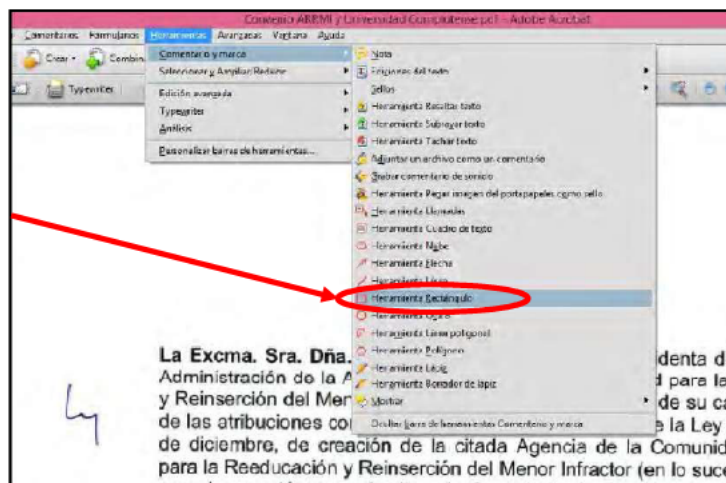 Convenio ARRMI y Universidad Complutense.pdf - Adobe Acrobat
Comentarios Formularios Herramientas Avanzadas Ventana Ayuda
Crear Combin
Typewriter
Comentario y marca
Seleccionar y Ampliar/Reducir
Edición avanzada
Typewriter
Análisis
Personalizar barras de herramientas...
Nota
Ediciones del texto
Sellos
Herramienta Resaltar texto
Herramienta Subrayar texto
Herramienta Tachar texto
Adjuntar un archivo como un comentario
Grabar comentario de sonido
Herramienta Pegar imagen del portapapeles como sello
Herramienta Llamadas
Herramienta Cuadro de texto
Herramienta Nube
Herramienta Flecha
Herramienta Línea
Herramienta Rectángulo
Herramienta Óvalo
Herramienta Línea poligonal
Herramienta Polígono
Herramienta Lápiz
Herramienta Borrador de lápiz
Mostrar
Ocultar barra de herramientas Comentario y marca
La Excma. Sra. Dña. identa d
Administración de la A d para la
y Reinserción del Men de su ca
de las atribuciones co e la Ley
de diciembre, de creación de la citada Agencia de la Comunid
para la Reeducación y Reinserción del Menor Infractor (en lo suce